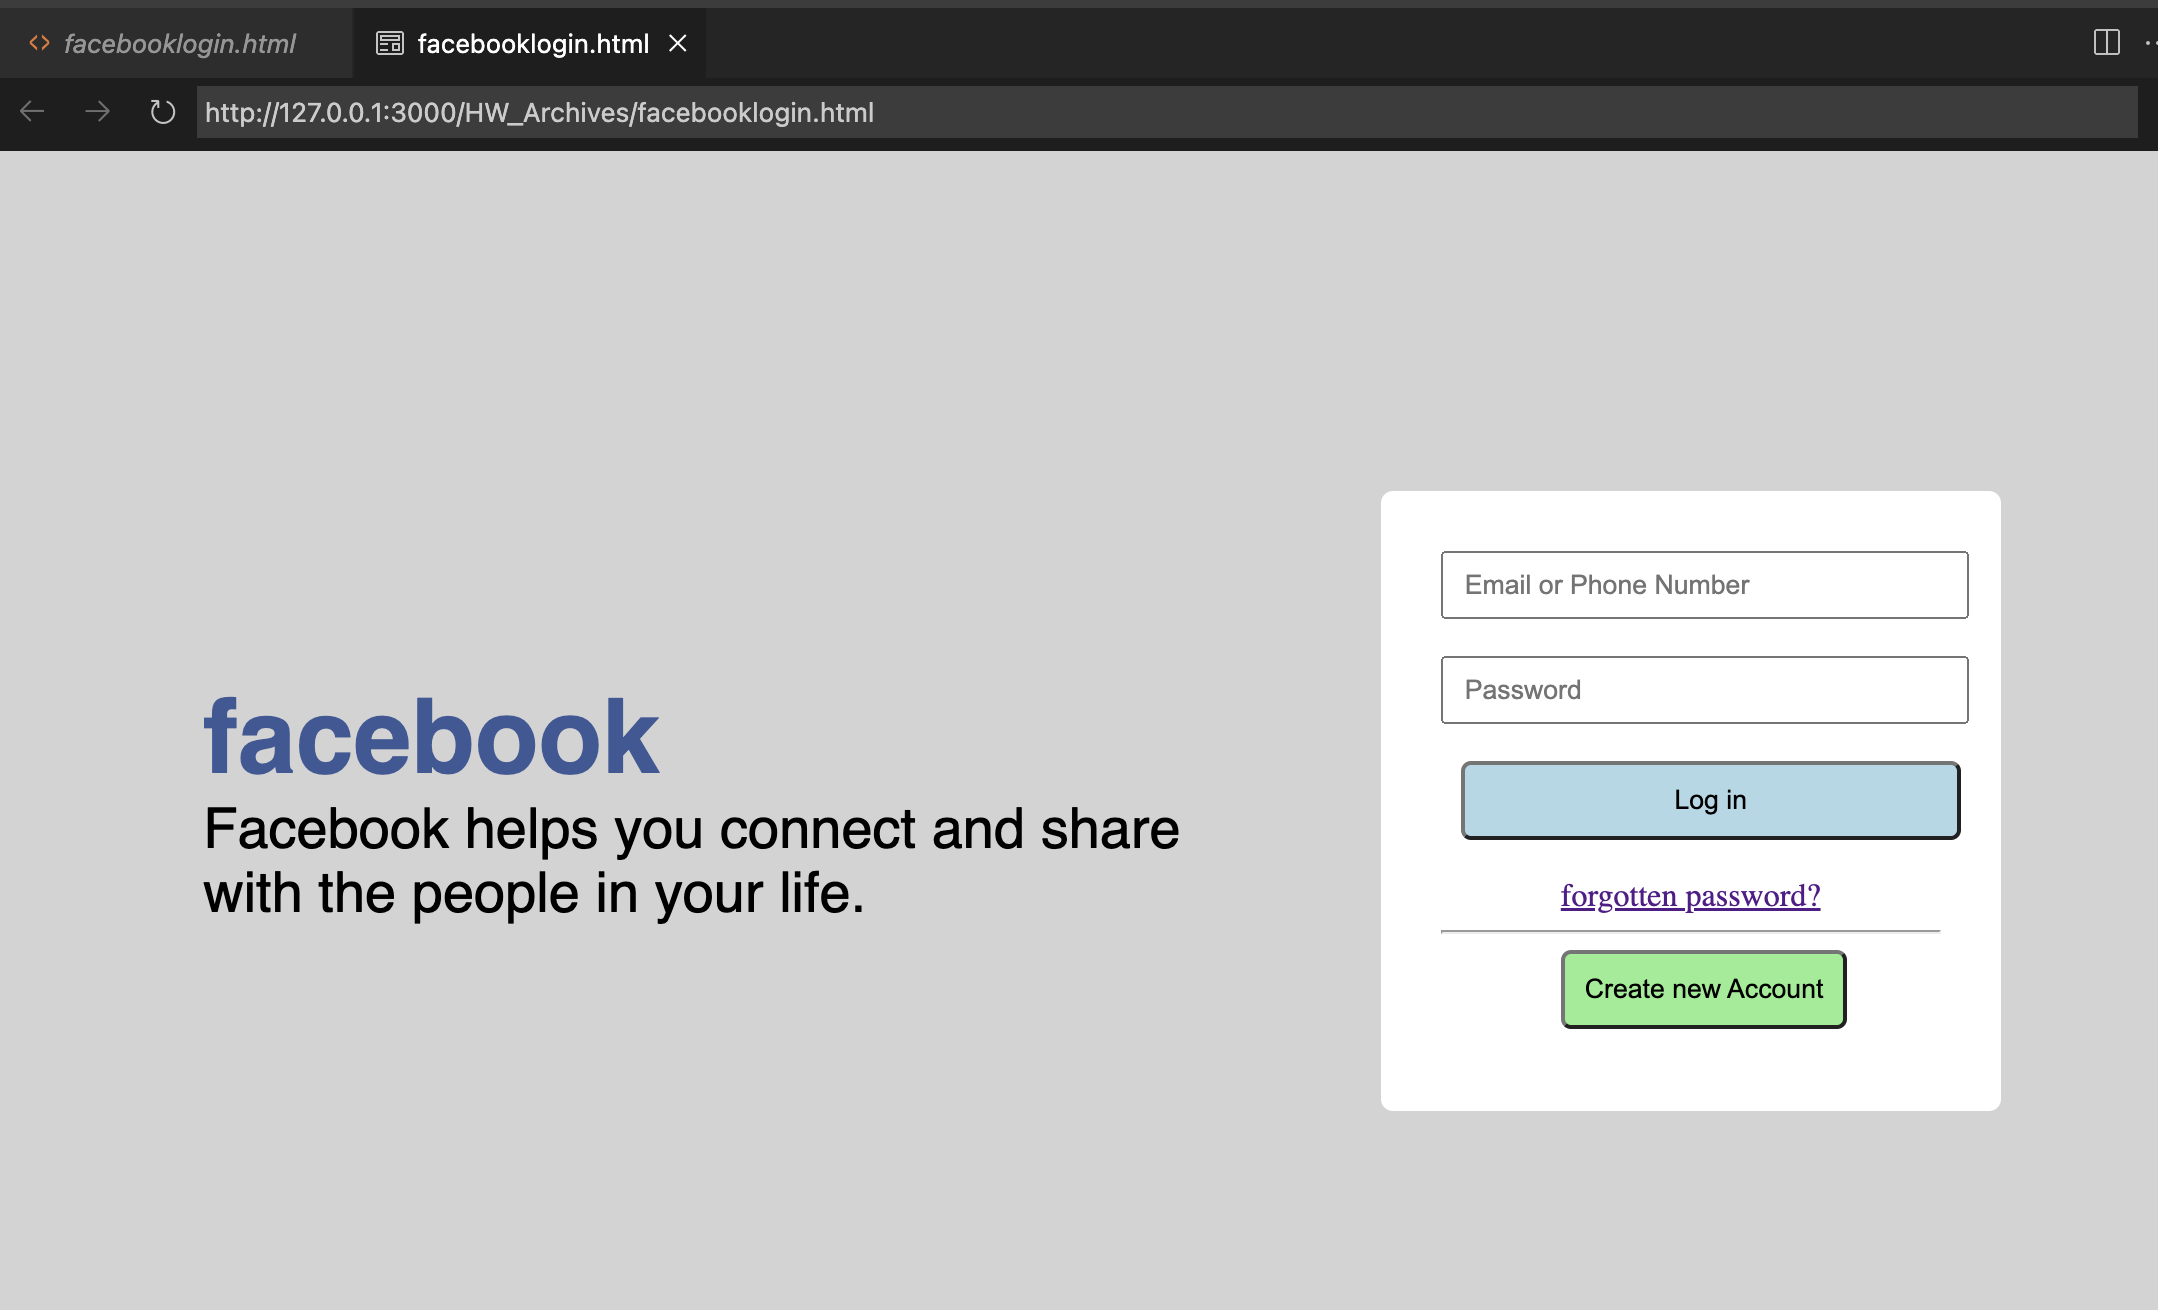 facebooklogin.html
facebooklogin.html
http://127.0.0.1:3000/HW_Archives/facebooklogin.html
facebook
Facebook helps you connect and share
with the people in your life.
Email or Phone Number
Password
Log in
forgotten password?
Create new Account